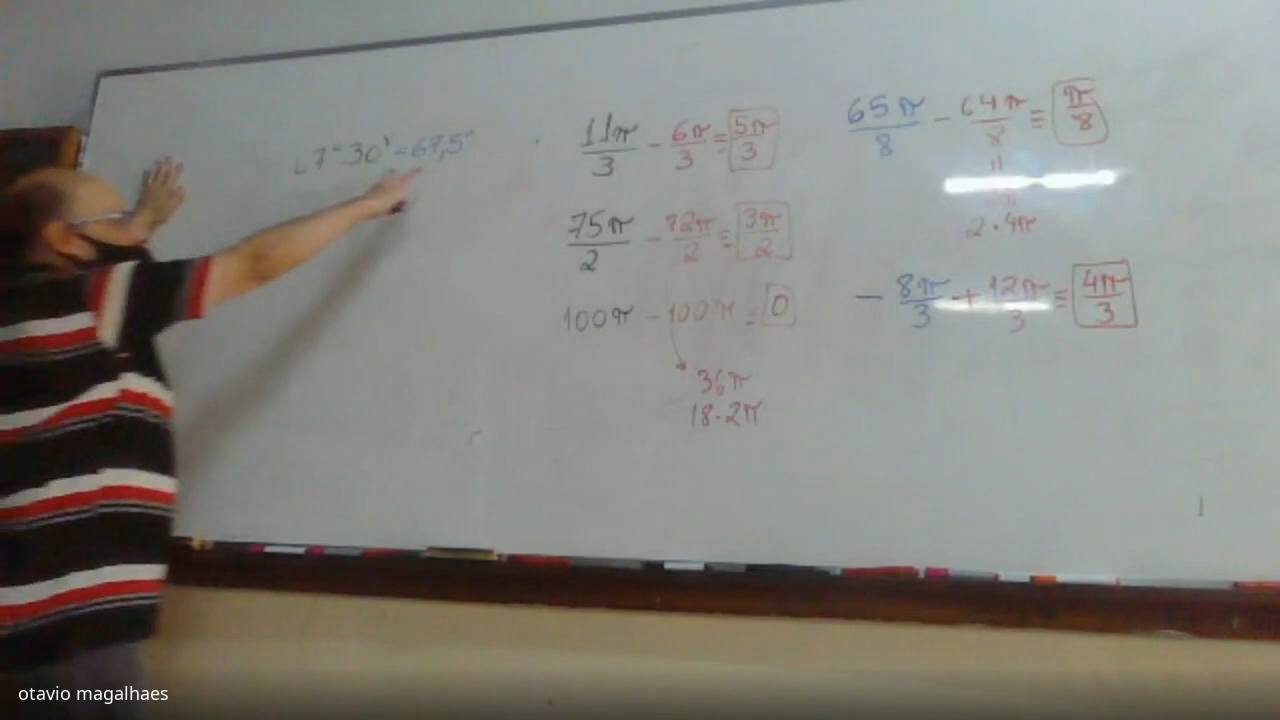 7°30' = 67,5°
11π/3 - 6π/3 ≡ 5π/3
75π/2 - 72π/2 ≡ 3π/2
100π - 100π ≡ 0
36π
18·2π
65π/8 - 64π/8 ≡ π/8
"
2·4π
- 8π/3 + 12π/3 ≡ 4π/3
otavio magalhaes